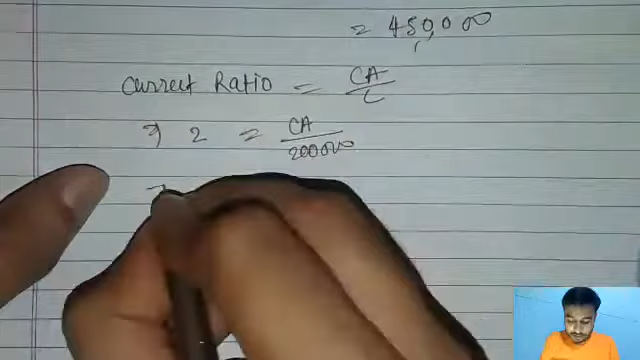 = 450,000
Current Ratio = CA/L
⇒ 2 = CA/200000